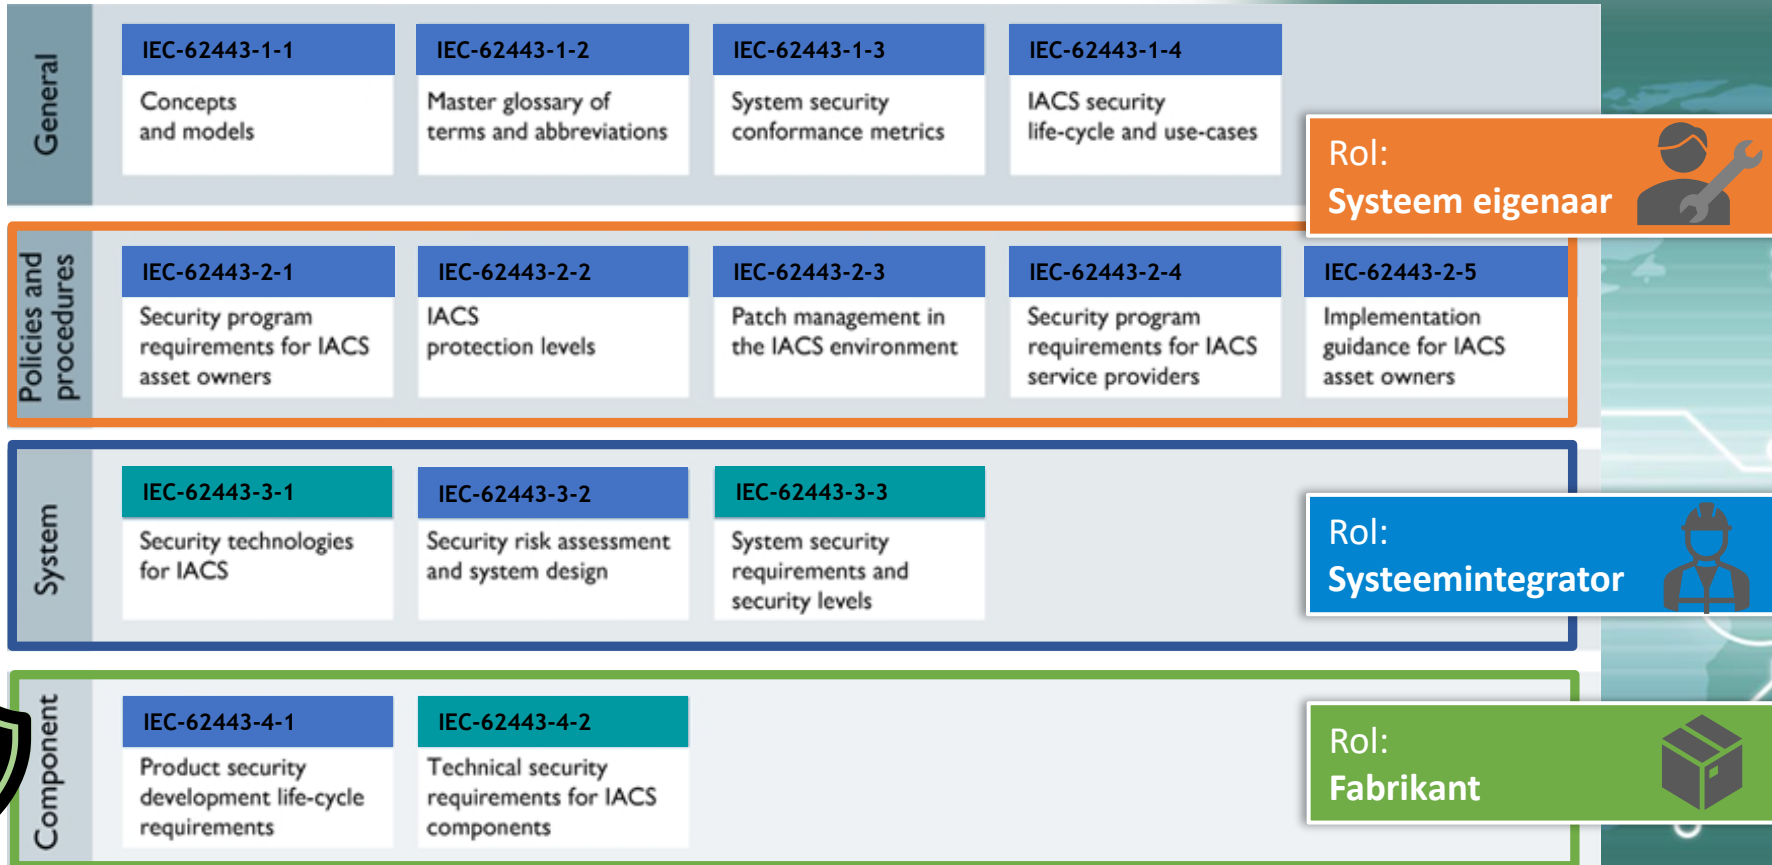 General
IEC-62443-1-1
Concepts
and models
IEC-62443-1-2
Master glossary of
terms and abbreviations
IEC-62443-1-3
System security
conformance metrics
IEC-62443-1-4
IACS security
life-cycle and use-cases
Rol:
Systeem eigenaar
Policies and
procedures
IEC-62443-2-1
Security program
requirements for IACS
asset owners
IEC-62443-2-2
IACS
protection levels
IEC-62443-2-3
Patch management in
the IACS environment
IEC-62443-2-4
Security program
requirements for IACS
service providers
IEC-62443-2-5
Implementation
guidance for IACS
asset owners
System
IEC-62443-3-1
Security technologies
for IACS
IEC-62443-3-2
Security risk assessment
and system design
IEC-62443-3-3
System security
requirements and
security levels
Rol:
Systeemintegrator
Component
IEC-62443-4-1
Product security
development life-cycle
requirements
IEC-62443-4-2
Technical security
requirements for IACS
components
Rol:
Fabrikant